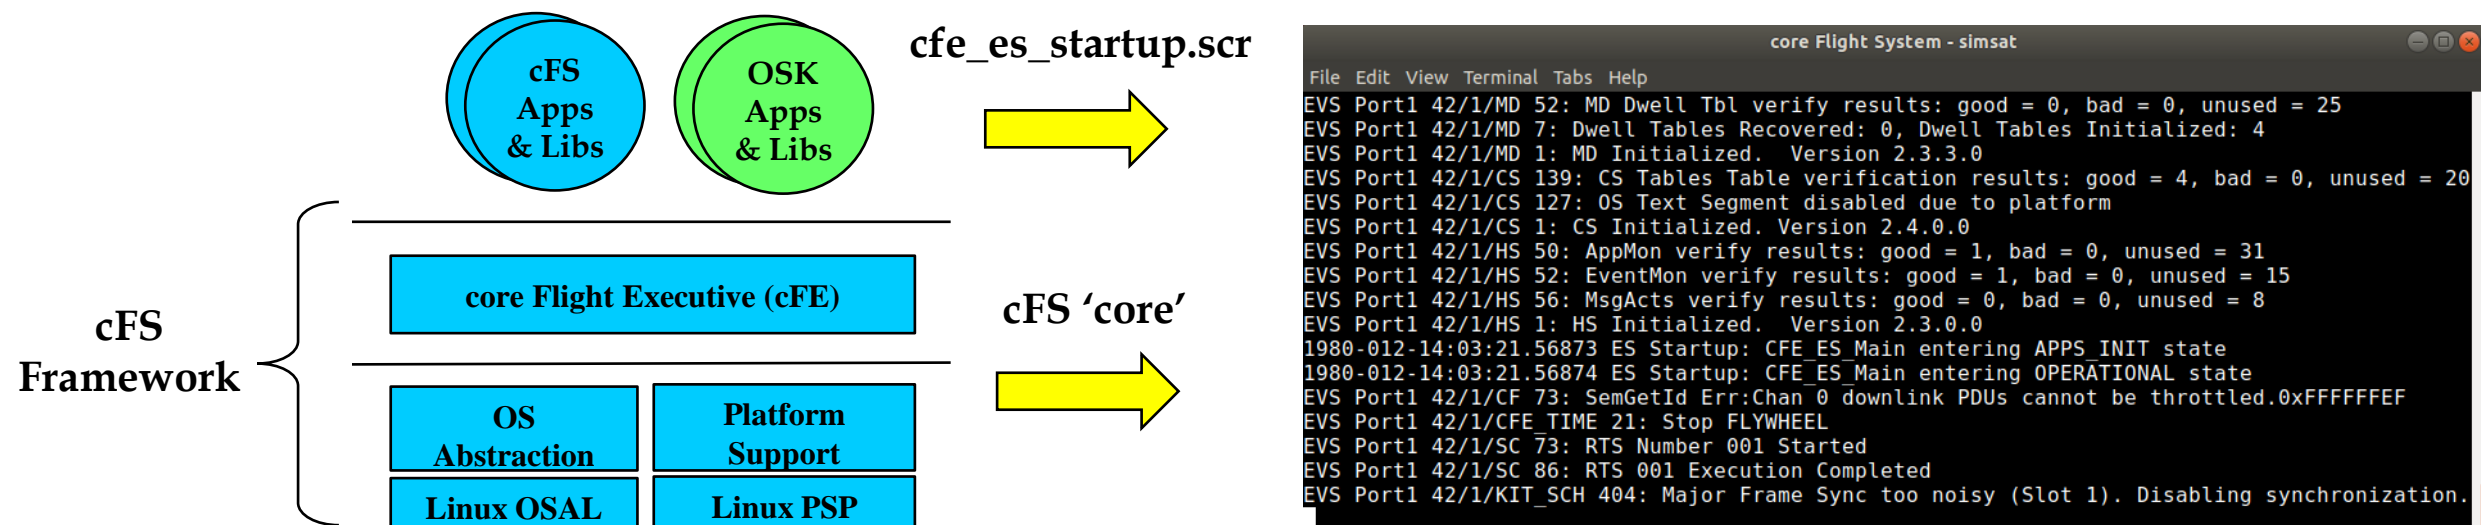 cFS
Apps
& Libs
OSK
Apps
& Libs
cfe_es_startup.scr
cFS
Framework
core Flight Executive (cFE)
cFS ‘core’
OS
Abstraction
Platform
Support
Linux OSAL
Linux PSP
core Flight System - simsat
File Edit View Terminal Tabs Help
EVS Port1 42/1/MD 52: MD Dwell Tbl verify results: good = 0, bad = 0, unused = 25
EVS Port1 42/1/MD 7: Dwell Tables Recovered: 0, Dwell Tables Initialized: 4
EVS Port1 42/1/MD 1: MD Initialized.  Version 2.3.3.0
EVS Port1 42/1/CS 139: CS Tables Table verification results: good = 4, bad = 0, unused = 20
EVS Port1 42/1/CS 127: OS Text Segment disabled due to platform
EVS Port1 42/1/CS 1: CS Initialized. Version 2.4.0.0
EVS Port1 42/1/HS 50: AppMon verify results: good = 1, bad = 0, unused = 31
EVS Port1 42/1/HS 52: EventMon verify results: good = 1, bad = 0, unused = 15
EVS Port1 42/1/HS 56: MsgActs verify results: good = 0, bad = 0, unused = 8
EVS Port1 42/1/HS 1: HS Initialized.  Version 2.3.0.0
1980-012-14:03:21.56873 ES Startup: CFE_ES_Main entering APPS_INIT state
1980-012-14:03:21.56874 ES Startup: CFE_ES_Main entering OPERATIONAL state
EVS Port1 42/1/CF 73: SemGetId Err:Chan 0 downlink PDUs cannot be throttled.0xFFFFFFEF
EVS Port1 42/1/CFE_TIME 21: Stop FLYWHEEL
EVS Port1 42/1/SC 73: RTS Number 001 Started
EVS Port1 42/1/SC 86: RTS 001 Execution Completed
EVS Port1 42/1/KIT_SCH 404: Major Frame Sync too noisy (Slot 1). Disabling synchronization.